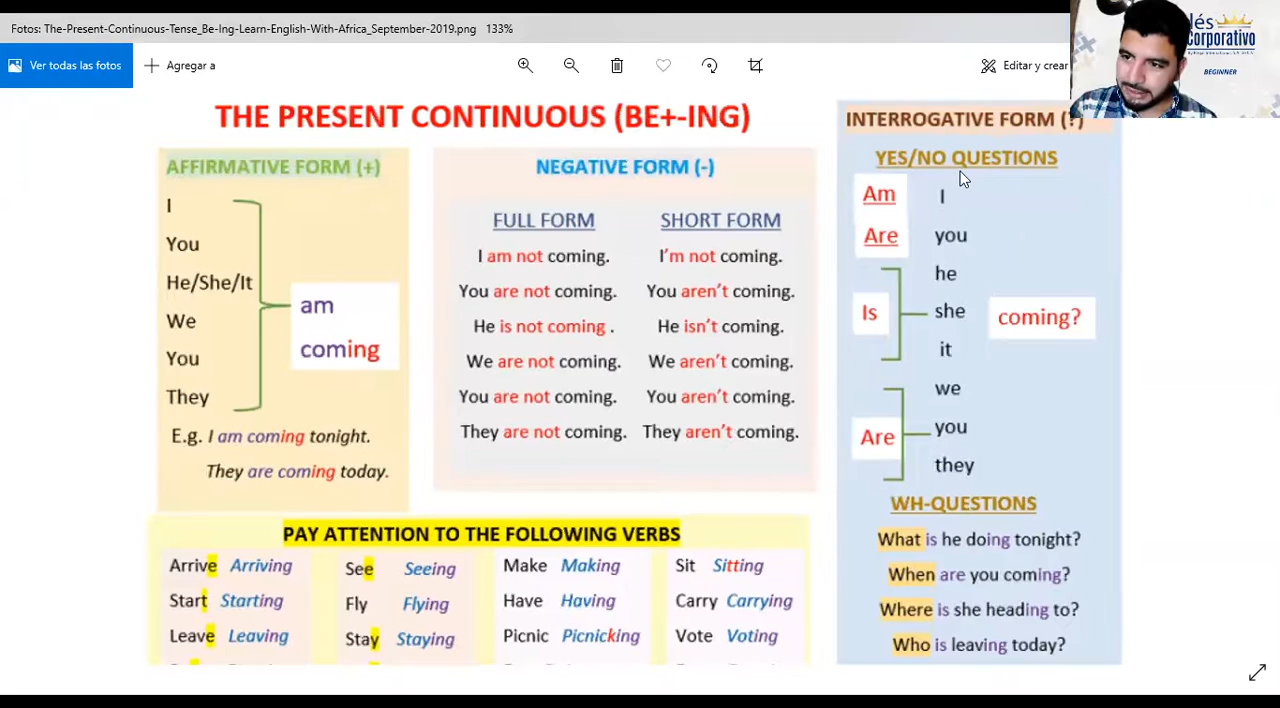 Fotos: The-Present-Continuous-Tense_Be-Ing-Learn-English-With-Africa_September-2019.png 133%
Ver todas las fotos
Agregar a
Editar y crear
lés
Corporativo
BEGINNER
THE PRESENT CONTINUOUS (BE+-ING)
AFFIRMATIVE FORM (+)
I
You
He/She/It
We
You
They
am
coming
E.g. I am coming tonight.
They are coming today.
NEGATIVE FORM (-)
FULL FORM SHORT FORM
I am not coming. I'm not coming.
You are not coming. You aren't coming.
He is not coming . He isn't coming.
We are not coming. We aren't coming.
You are not coming. You aren't coming.
They are not coming. They aren't coming.
INTERROGATIVE FORM (?)
YES/NO QUESTIONS
Am I
Are you
he
Is she coming?
it
we
Are you
they
WH-QUESTIONS
What is he doing tonight?
When are you coming?
Where is she heading to?
Who is leaving today?
PAY ATTENTION TO THE FOLLOWING VERBS
Arrive Arriving See Seeing Make Making Sit Sitting
Start Starting Fly Flying Have Having Carry Carrying
Leave Leaving Stay Staying Picnic Picnicking Vote Voting